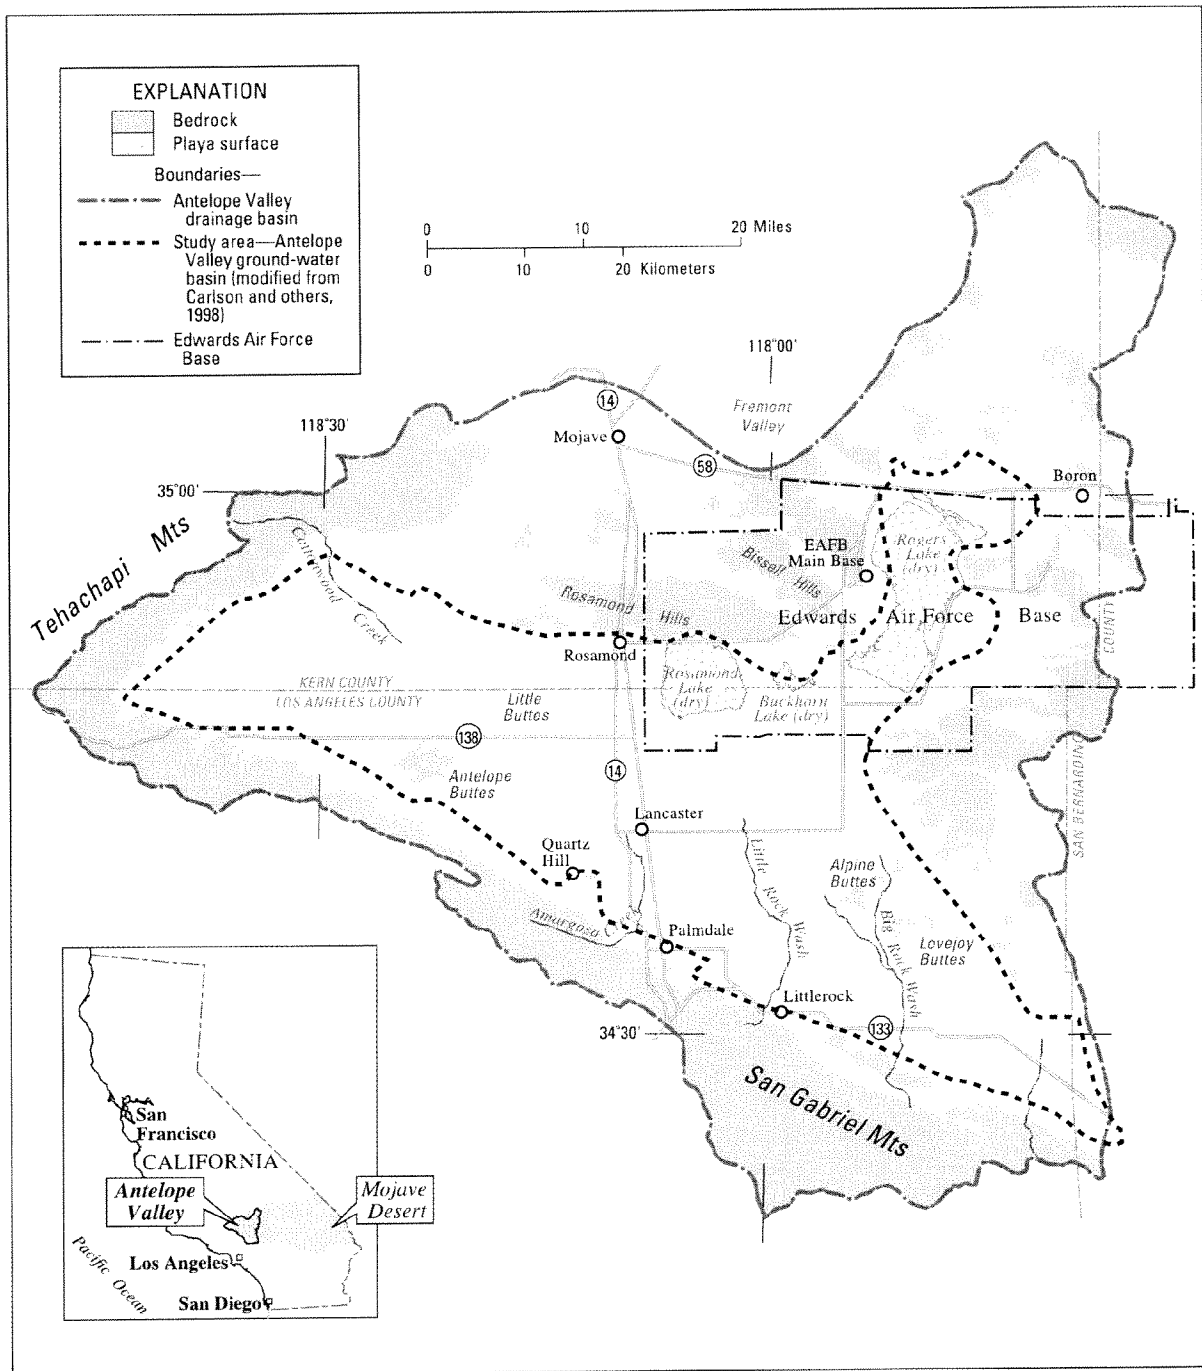 EXPLANATION
Bedrock
Playa surface
Boundaries—
Antelope Valley
drainage basin
Study area—Antelope
Valley ground-water
basin (modified from
Carlson and others,
1998)
Edwards Air Force
Base
0 10 20 Miles
0 10 20 Kilometers
118°00'
118°30'
14
Fremont
Valley
Mojave
58
35°00'
Boron
Tehachapi Mts
Cottonwood
Creek
EAFB
Main Base
Rogers
Lake
(dry)
Bissell Hills
Rosamond Hills
Edwards Air Force Base
COUNTY
Rosamond
Rosamond
Lake
(dry)
Buckhorn
Lake (dry)
KERN COUNTY
LOS ANGELES COUNTY
Little
Buttes
138
14
Antelope
Buttes
SAN BERNARDINO
Lancaster
Quartz
Hill
Little Rock Wash
Alpine
Buttes
Amargosa Creek
Palmdale
Big Rock Wash
Lovejoy
Buttes
Littlerock
34°30'
133
San Gabriel Mts
San
Francisco
CALIFORNIA
Antelope
Valley
Mojave
Desert
Los Angeles
Pacific Ocean
San Diego